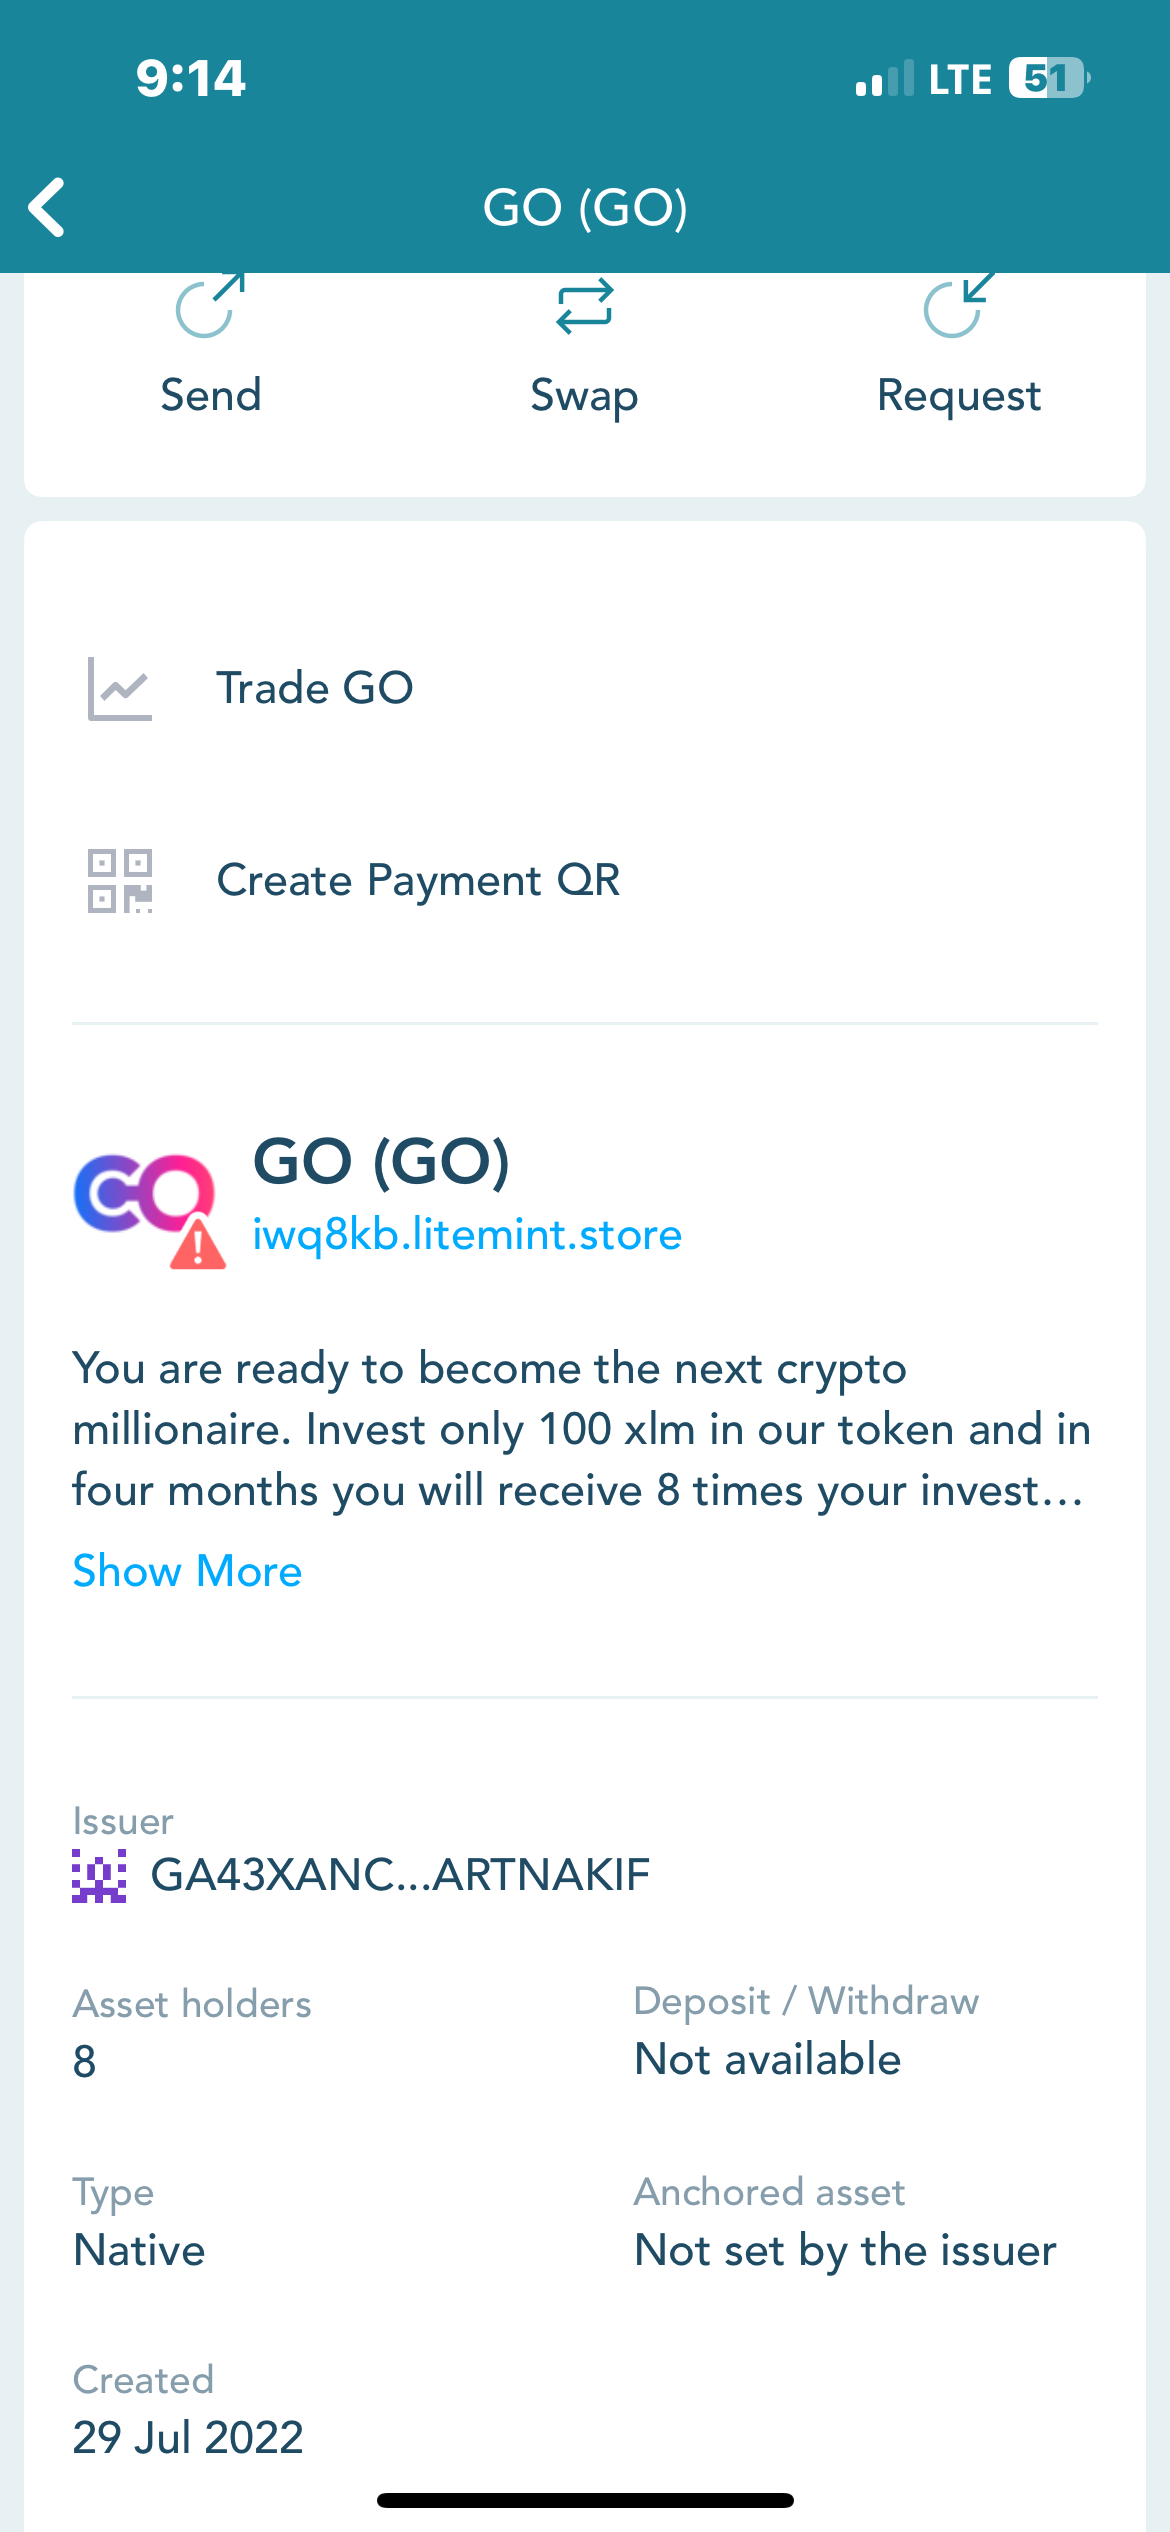 9:14
LTE 51
GO (GO)
Send
Swap
Request
Trade GO
Create Payment QR
GO (GO)
iwq8kb.litemint.store
You are ready to become the next crypto
millionaire. Invest only 100 xlm in our token and in
four months you will receive 8 times your invest...
Show More
Issuer
GA43XANC...ARTNAKIF
Asset holders
8
Deposit / Withdraw
Not available
Type
Native
Anchored asset
Not set by the issuer
Created
29 Jul 2022